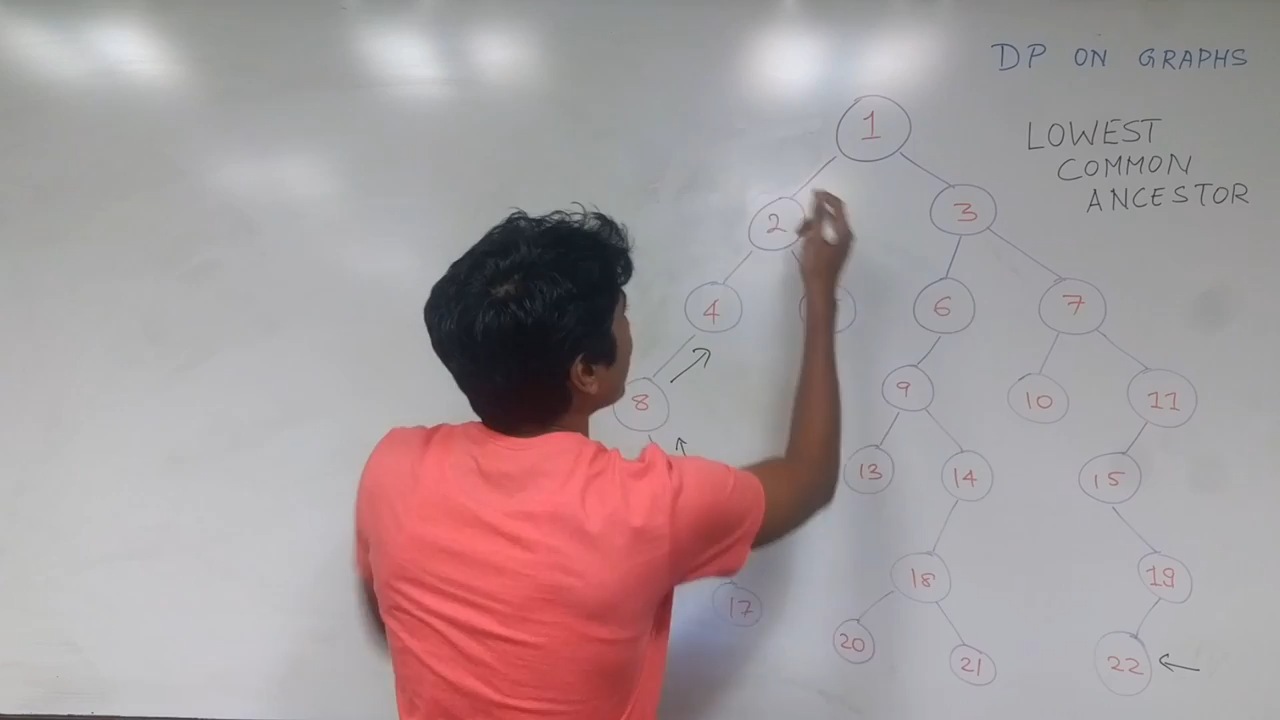 DP ON GRAPHS
LOWEST
COMMON
ANCESTOR
1
2 3
4 6 7
8 9 10 11
13 14 15
18 19
17
20 21 22